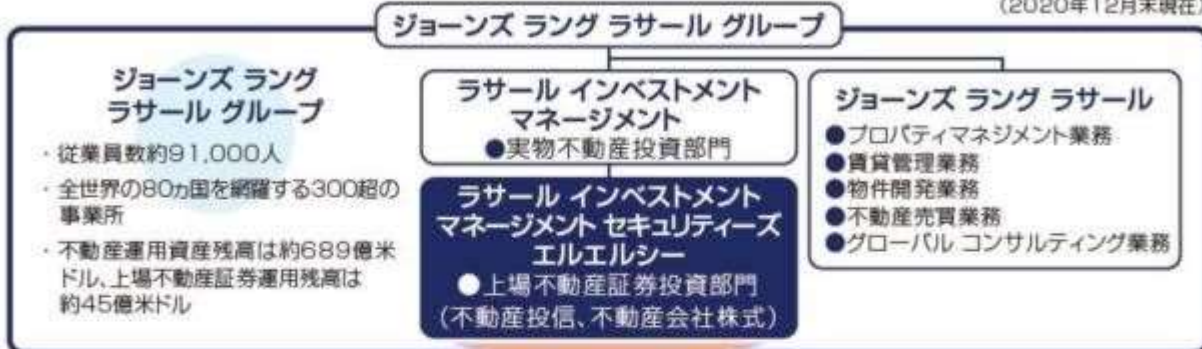 (2020年12月末現在)
ジョーンズ ラング ラサール グループ
ジョーンズ ラング
ラサール グループ
・従業員数約91,000人
・全世界の80ヵ国を網羅する300超の
事業所
・不動産運用資産残高は約689億米
ドル、上場不動産証券運用残高は
約45億米ドル
ラサール インベストメント
マネージメント
●実物不動産投資部門
ラサール インベストメント
マネージメント セキュリティーズ
エルエルシー
●上場不動産証券投資部門
(不動産投信、不動産会社株式)
ジョーンズ ラング ラサール
●プロパティマネジメント業務
●賃貸管理業務
●物件開発業務
●不動産売買業務
●グローバル コンサルティング業務